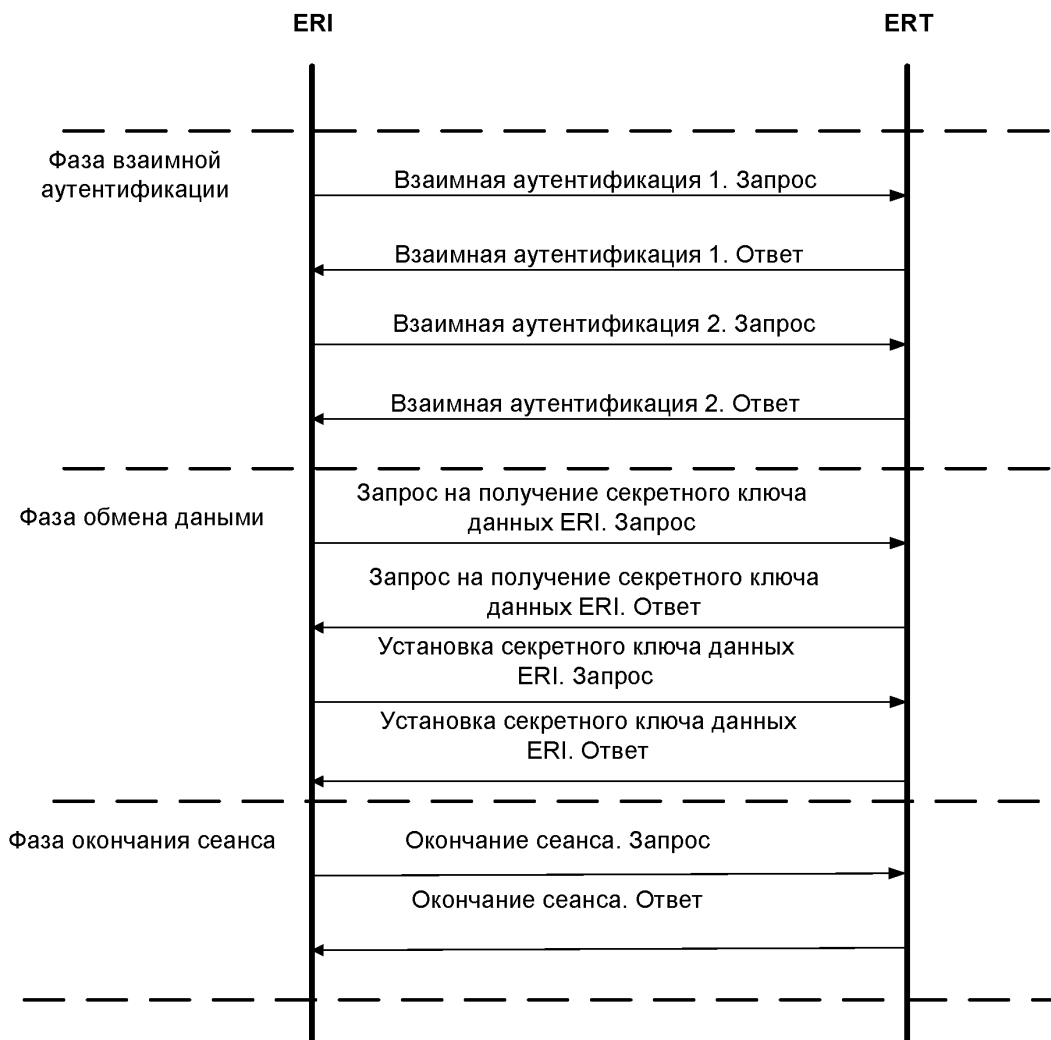 ERI
ERT
Фаза взаимной
аутентификации
Взаимная аутентификация 1. Запрос
Взаимная аутентификация 1. Ответ
Взаимная аутентификация 2. Запрос
Взаимная аутентификация 2. Ответ
Фаза обмена даными
Запрос на получение секретного ключа
данных ERI. Запрос
Запрос на получение секретного ключа
данных ERI. Ответ
Установка секретного ключа данных
ERI. Запрос
Установка секретного ключа данных
ERI. Ответ
Фаза окончания сеанса
Окончание сеанса. Запрос
Окончание сеанса. Ответ